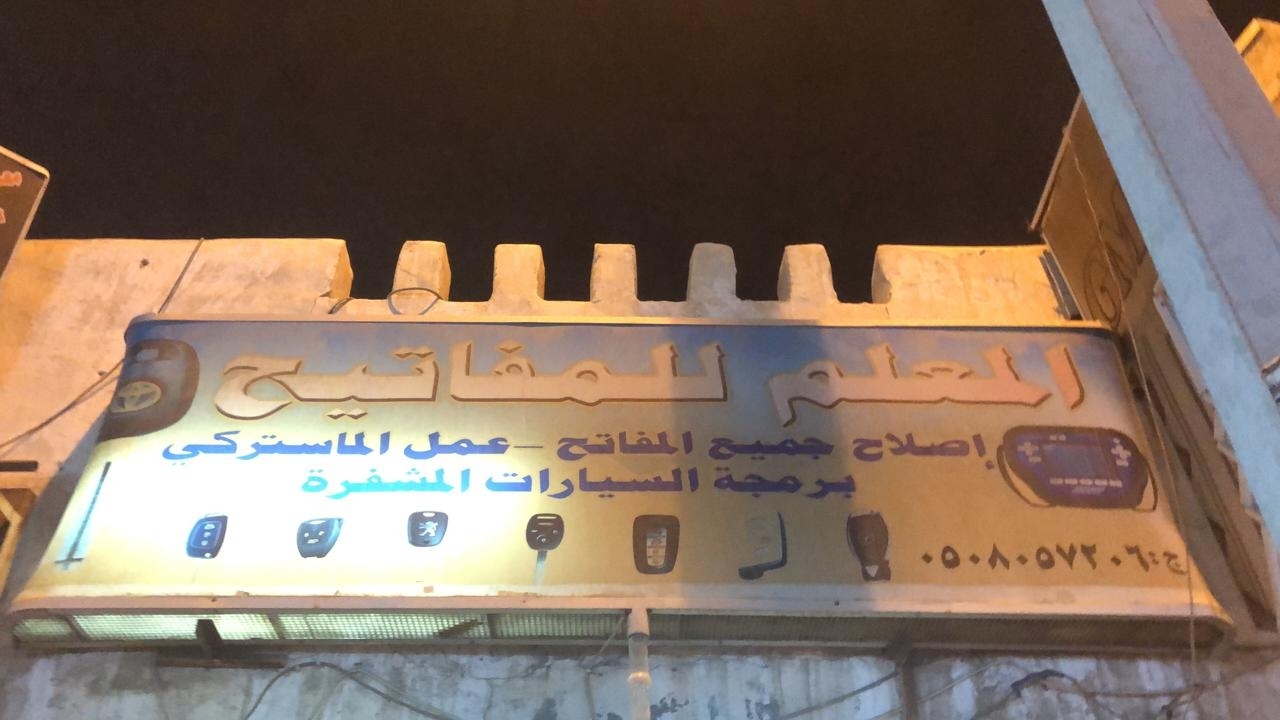 المعلم للمفاتيح
إصلاح جميع المفاتح - عمل الماستركي
برمجة السيارات المشفرة
ج:٠٥٠٨٠٥٧٢٠٦